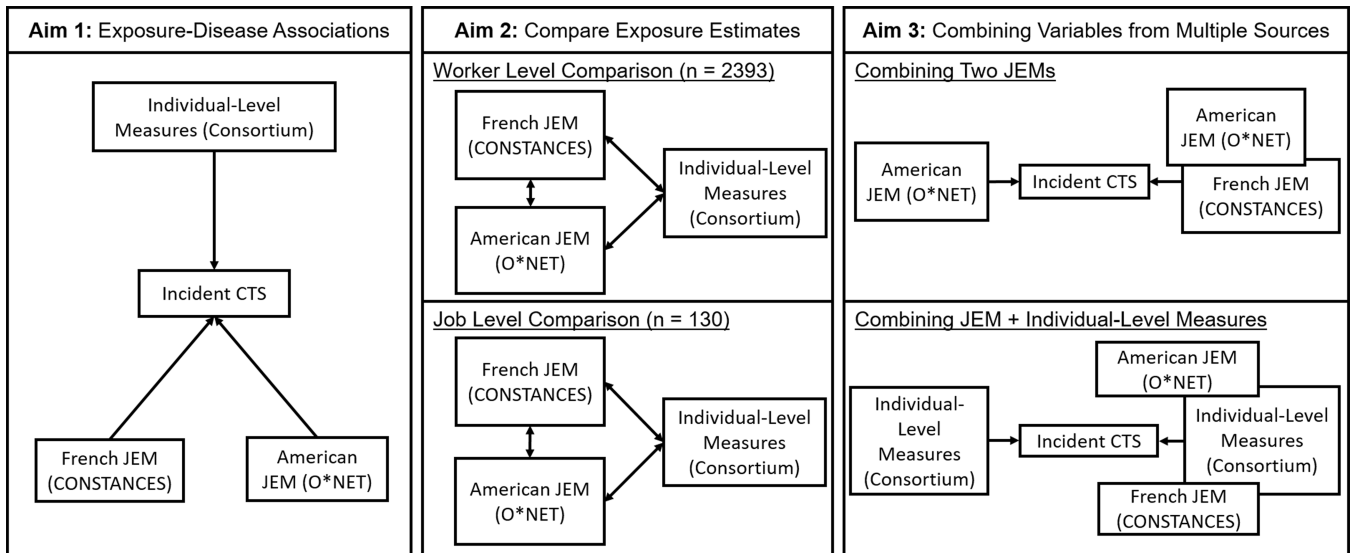 Aim 1: Exposure-Disease Associations
Individual-Level
Measures (Consortium)
Incident CTS
French JEM
(CONSTANCES)
American
JEM (O*NET)
Aim 2: Compare Exposure Estimates
Worker Level Comparison (n = 2393)
French JEM
(CONSTANCES)
Individual-Level
Measures
(Consortium)
American JEM
(O*NET)
Job Level Comparison (n = 130)
French JEM
(CONSTANCES)
Individual-Level
Measures
(Consortium)
American JEM
(O*NET)
Aim 3: Combining Variables from Multiple Sources
Combining Two JEMs
American
JEM (O*NET)
Incident CTS
American
JEM (O*NET)
French JEM
(CONSTANCES)
Combining JEM + Individual-Level Measures
Individual-
Level
Measures
(Consortium)
Incident CTS
American JEM
(O*NET)
Individual-Level
Measures
(Consortium)
French JEM
(CONSTANCES)